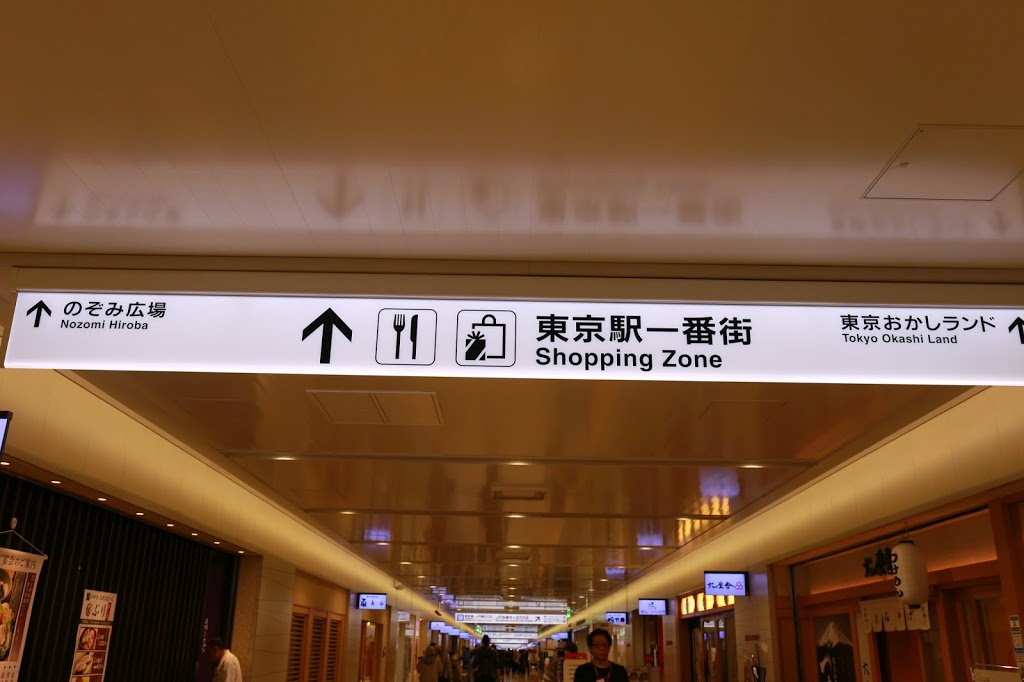 のぞみ広場
Nozomi Hiroba
東京駅一番街
Shopping Zone
東京おかしランド
Tokyo Okashi Land